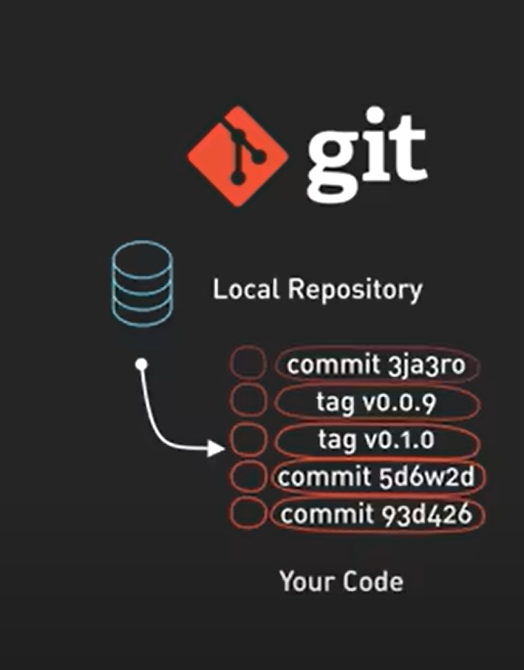 git
Local Repository
commit 3ja3ro
tag v0.0.9
tag v0.1.0
commit 5d6w2d
commit 93d426
Your Code